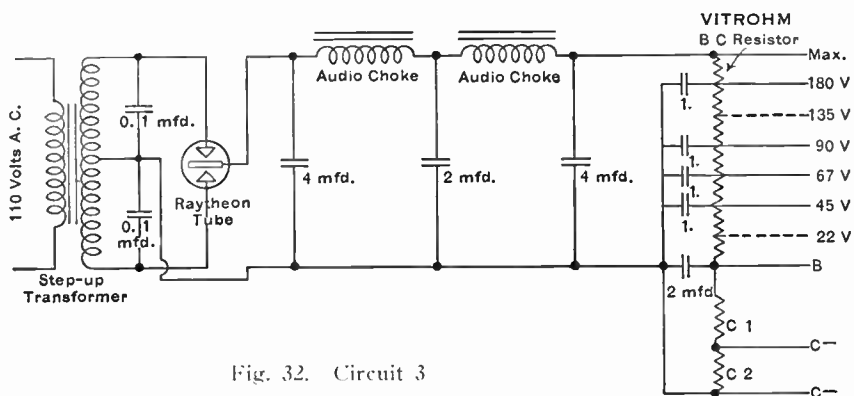 VITROHM
B C Resistor
Audio Choke
Audio Choke
Max.
180 V
135 V
90 V
67 V
45 V
22 V
B
C−
C−
110 Volts A. C.
0. 1 mfd.
0. 1
mfd.
Raytheon
Tube
Step-up
Transformer
4 mfd.
2 mfd.
4 mfd.
1.
1.
1.
1.
2 mfd
C 1
C 2
Fig. 32. Circuit 3